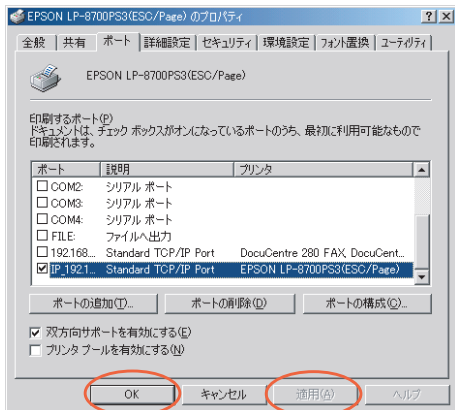 EPSON LP-8700PS3(ESC/Page) のプロパティ
全般 共有 ポート 詳細設定 セキュリティ 環境設定 フォント置換 ユーティリティ
EPSON LP-8700PS3(ESC/Page)
印刷するポート(P)
ドキュメントは、チェック ボックスがオンになっているポートのうち、最初に利用可能なもので
印刷されます。
ポート 説明 プリンタ
COM2: シリアル ポート
COM3: シリアル ポート
COM4: シリアル ポート
FILE: ファイルへ出力
192.168... Standard TCP/IP Port DocuCentre 280 FAX, DocuCent...
IP_192.1... Standard TCP/IP Port EPSON LP-8700PS3(ESC/Page)
ポートの追加(T)... ポートの削除(D) ポートの構成(C)...
双方向サポートを有効にする(E)
プリンタ プールを有効にする(N)
OK キャンセル 適用(A) ヘルプ